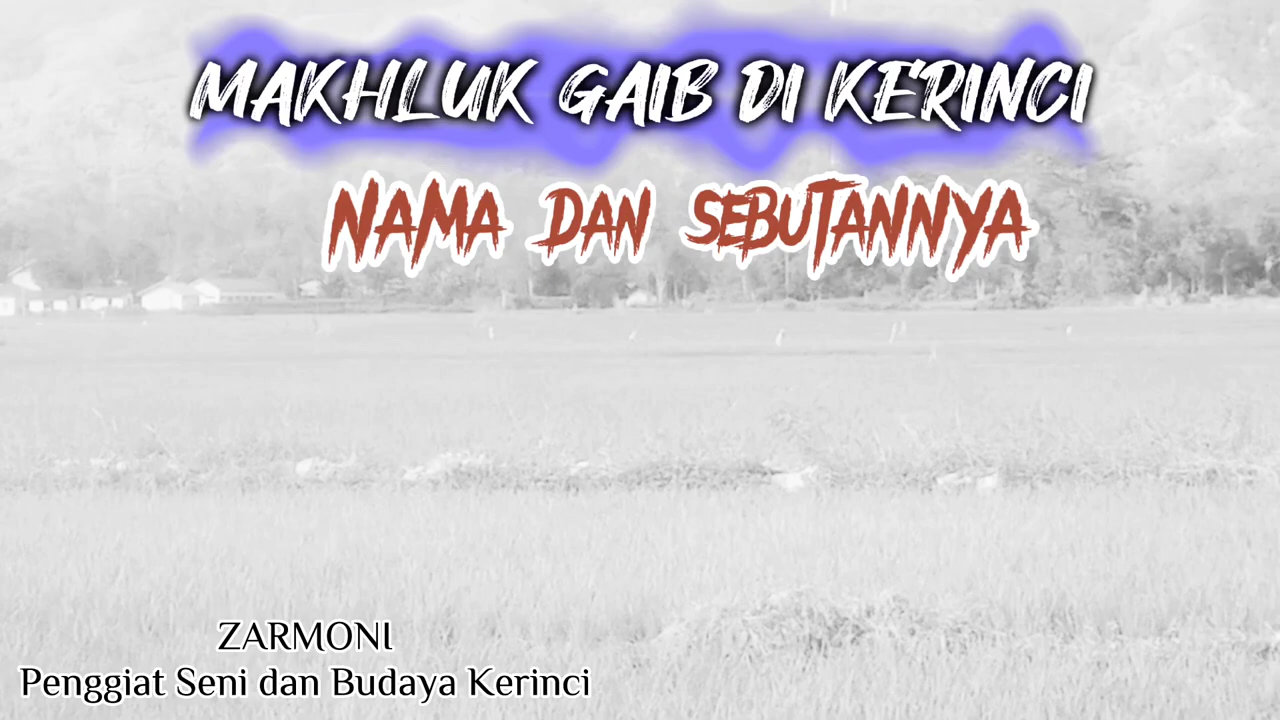 MAKHLUK GAIB DI KERINCI
NAMA DAN SEBUTANNYA
ZARMONI
Penggiat Seni dan Budaya Kerinci